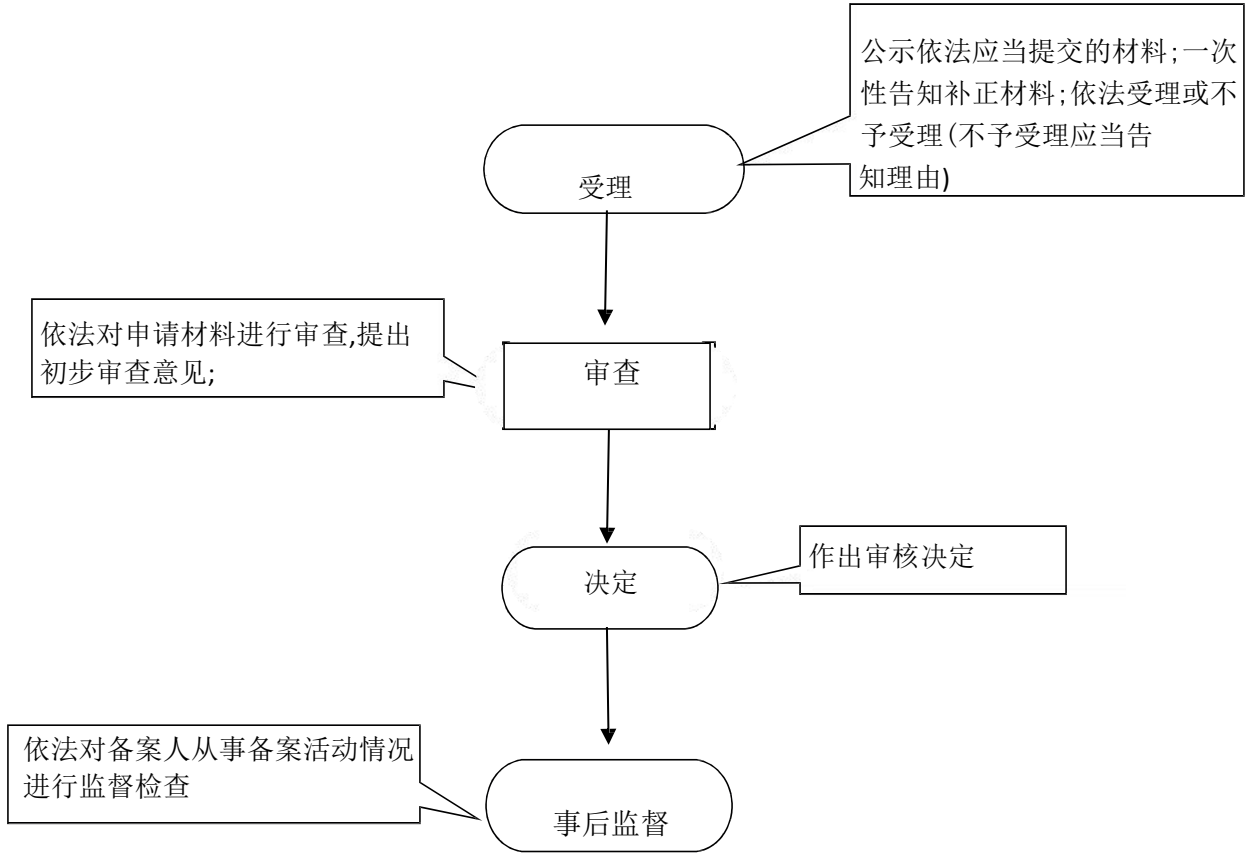 公示依法应当提交的材料;一次
性告知补正材料;依法受理或不
予受理(不予受理应当告
知理由)
受理
依法对申请材料进行审查,提出
初步审查意见;
审查
作出审核决定
决定
依法对备案人从事备案活动情况
进行监督检查
事后监督